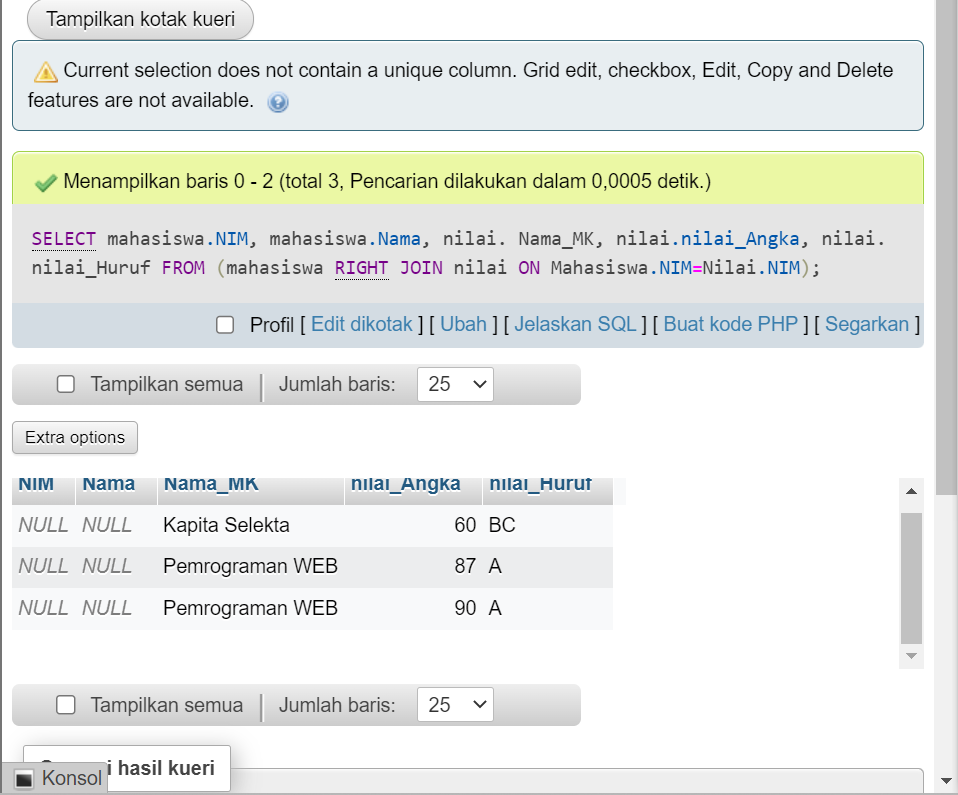 Tampilkan kotak kueri
Current selection does not contain a unique column. Grid edit, checkbox, Edit, Copy and Delete
features are not available.
Menampilkan baris 0 - 2 (total 3, Pencarian dilakukan dalam 0,0005 detik.)
SELECT mahasiswa.NIM, mahasiswa.Nama, nilai. Nama_MK, nilai.nilai_Angka, nilai.
nilai_Huruf FROM (mahasiswa RIGHT JOIN nilai ON Mahasiswa.NIM=Nilai.NIM);
Profil [ Edit dikotak ] [ Ubah ] [ Jelaskan SQL ] [ Buat kode PHP ] [ Segarkan ]
Tampilkan semua | Jumlah baris: 25
Extra options
NIM Nama Nama_MK nilai_Angka nilai_Huruf
NULL NULL Kapita Selekta 60 BC
NULL NULL Pemrograman WEB 87 A
NULL NULL Pemrograman WEB 90 A
Tampilkan semua | Jumlah baris: 25
hasil kueri
Konsol